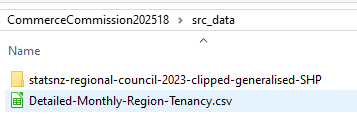 CommerceCommission202518 > src_data
Name
statsnz-regional-council-2023-clipped-generalised-SHP
Detailed-Monthly-Region-Tenancy.csv